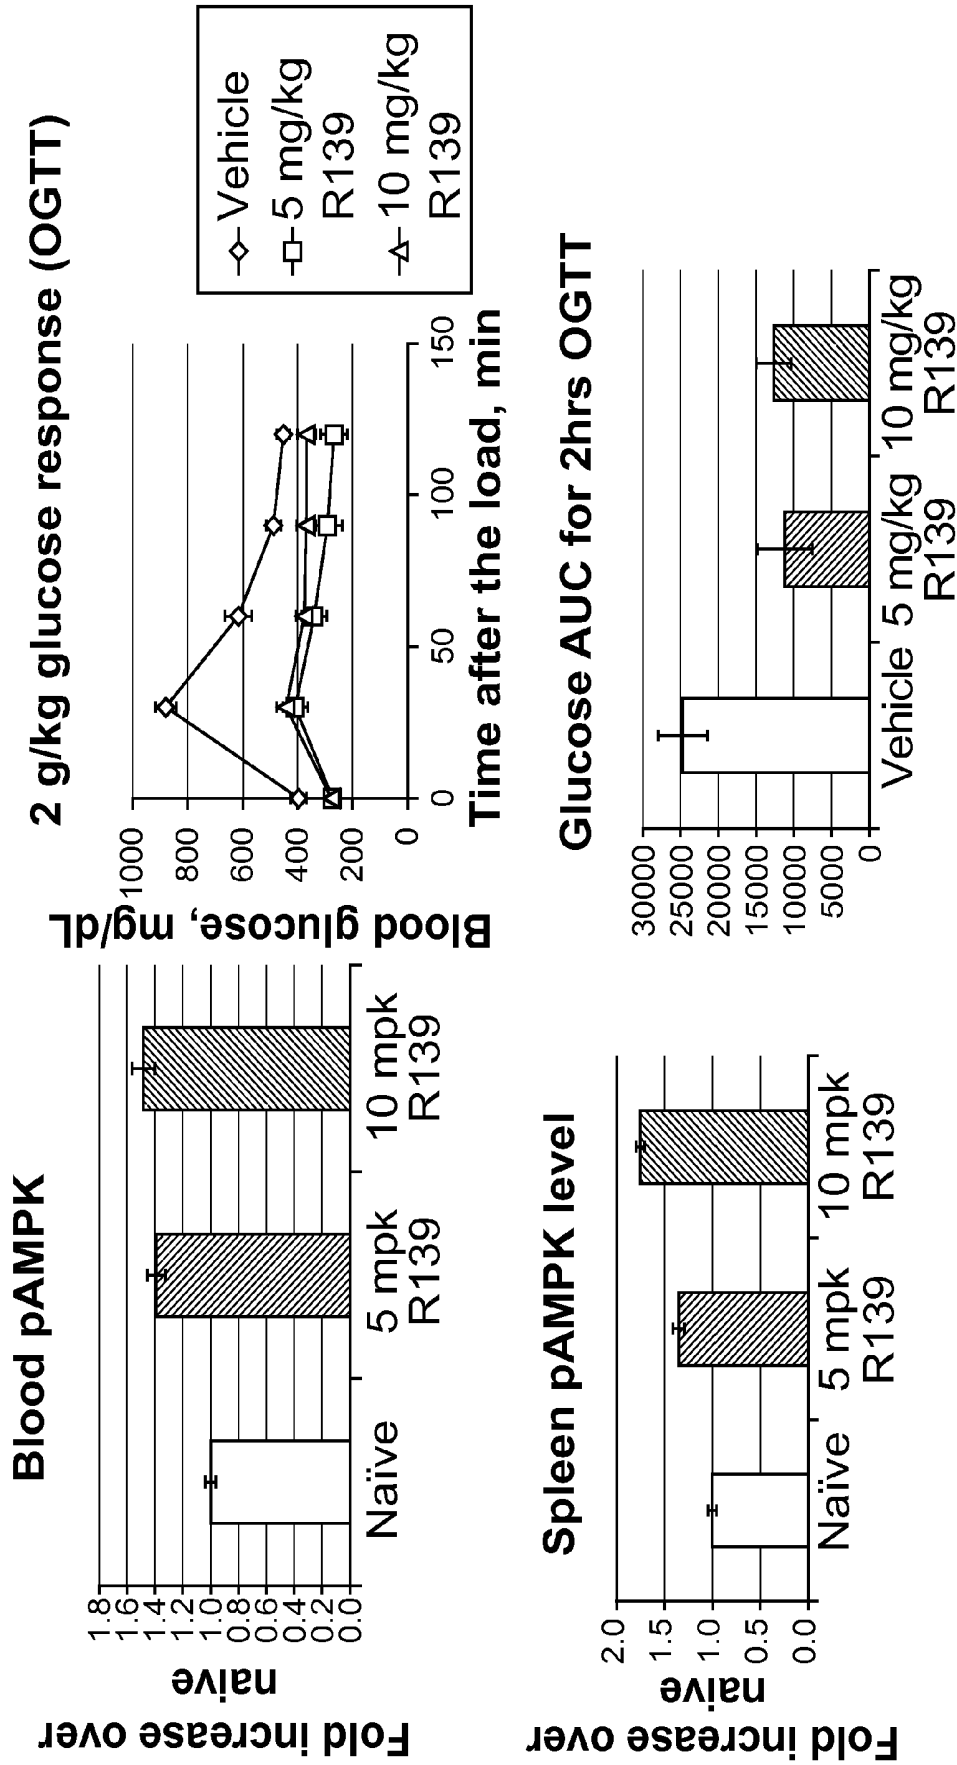 Blood pAMPK
Fold increase over
naive
1.8
1.6
1.4
1.2
1.0
0.8
0.6
0.4
0.2
0.0
Naïve
5 mpk
R139
10 mpk
R139
2 g/kg glucose response (OGTT)
Blood glucose, mg/dL
1000
800
600
400
200
0
0
50
100
150
Time after the load, min
Vehicle
5 mg/kg
R139
10 mg/kg
R139
Spleen pAMPK level
Fold increase over
naive
2.0
1.5
1.0
0.5
0.0
Naïve
5 mpk
R139
10 mpk
R139
Glucose AUC for 2hrs OGTT
30000
25000
20000
15000
10000
5000
0
Vehicle
5 mg/kg
R139
10 mg/kg
R139